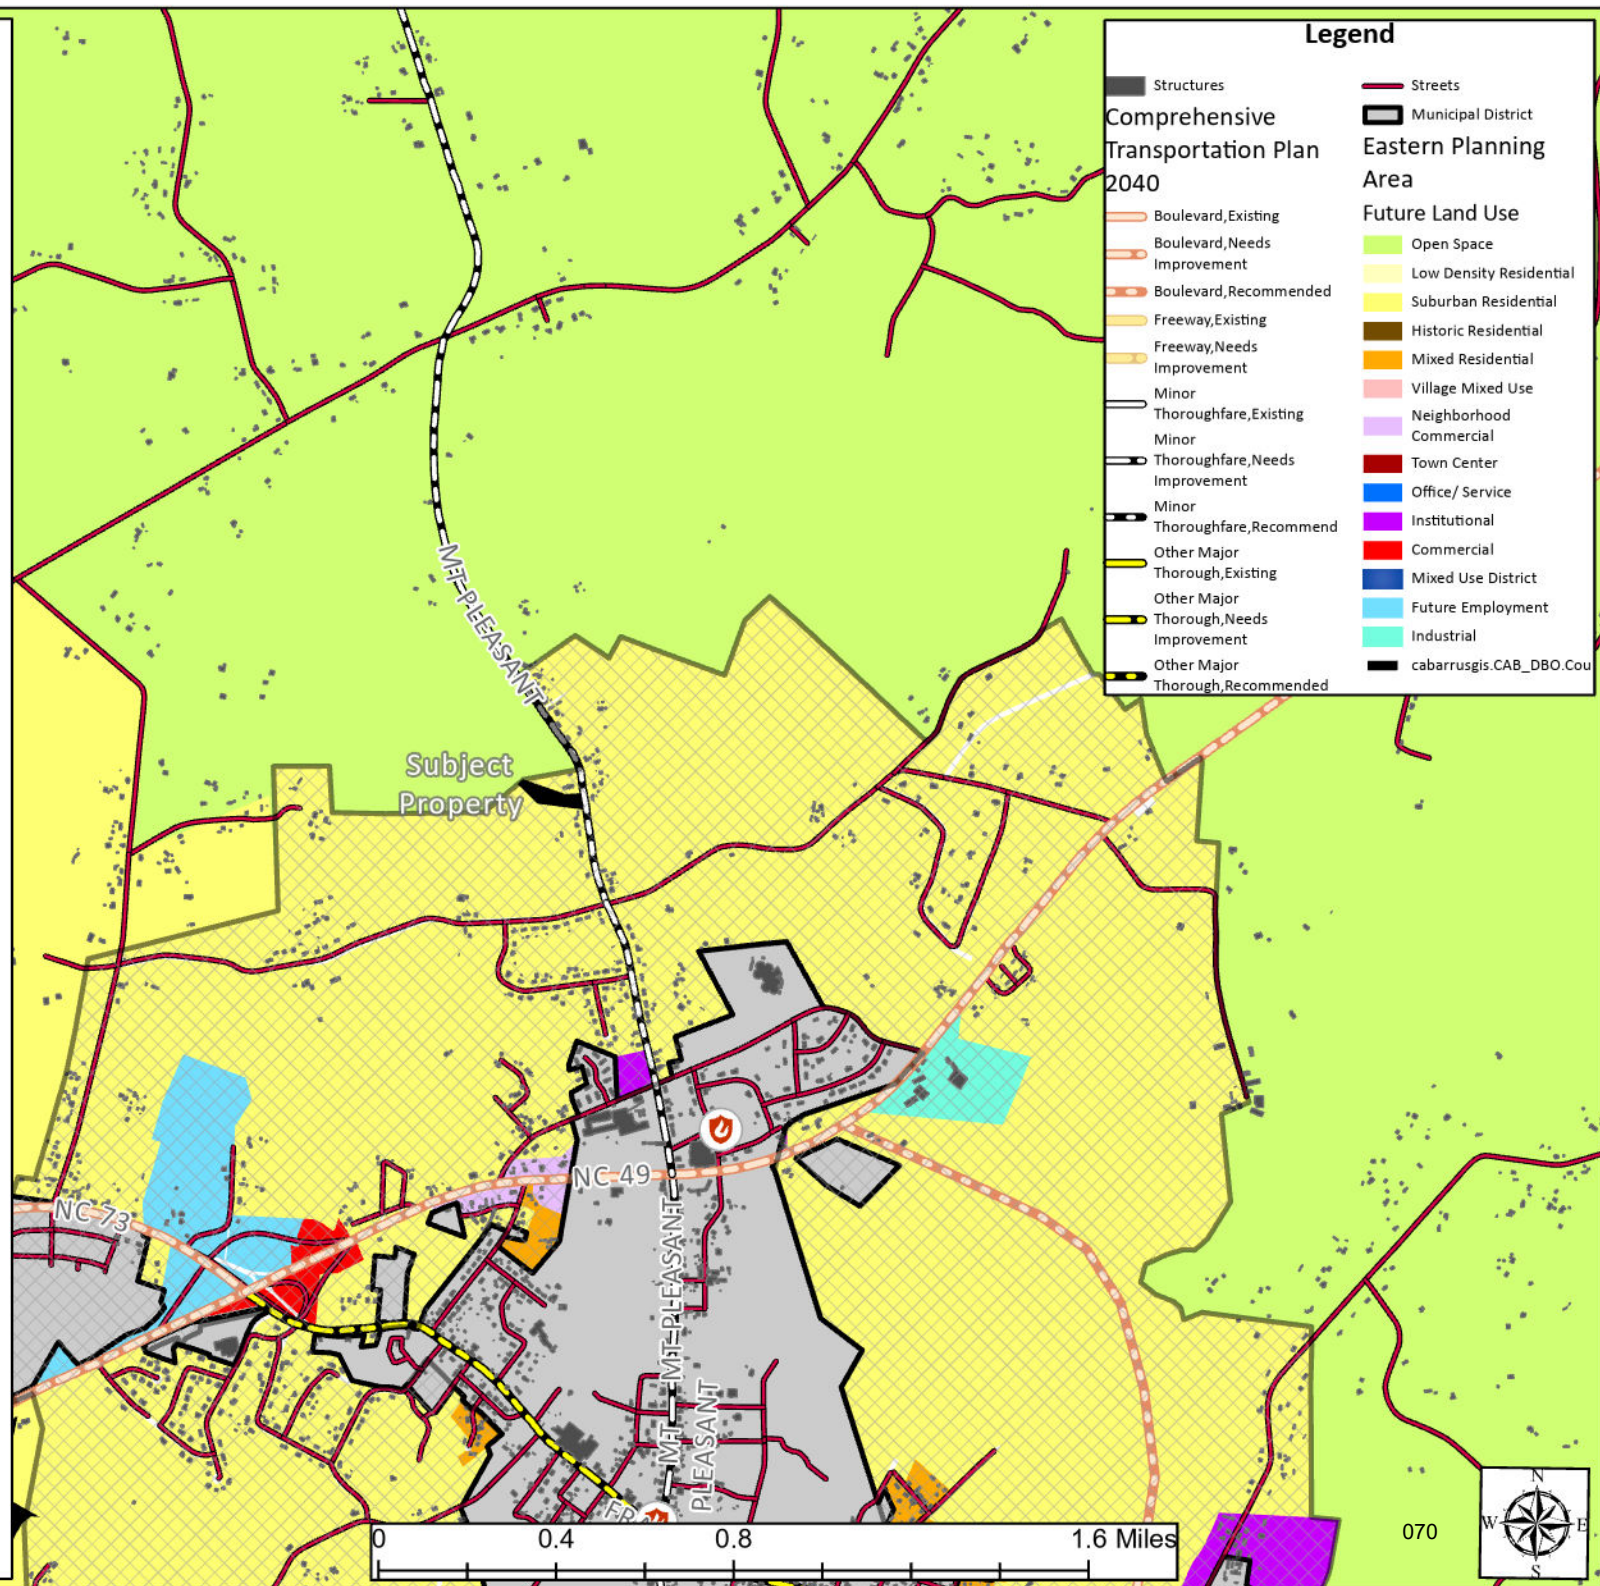 Legend
Structures
Comprehensive
Transportation Plan
2040
Boulevard,Existing
Boulevard,Needs
Improvement
Boulevard,Recommended
Freeway,Existing
Freeway,Needs
Improvement
Minor
Thoroughfare,Existing
Minor
Thoroughfare,Needs
Improvement
Minor
Thoroughfare,Recommend
Other Major
Thorough,Existing
Other Major
Thorough,Needs
Improvement
Other Major
Thorough,Recommended
Streets
Municipal District
Eastern Planning
Area
Future Land Use
Open Space
Low Density Residential
Suburban Residential
Historic Residential
Mixed Residential
Village Mixed Use
Neighborhood
Commercial
Town Center
Office/ Service
Institutional
Commercial
Mixed Use District
Future Employment
Industrial
cabarrusgis.CAB_DBO.Cou
MT PLEASANT
Subject
Property
NC 49
NC 73
MT PLEASANT
MT
PLEASANT
0 0.4 0.8 1.6 Miles
070
N
W E
S